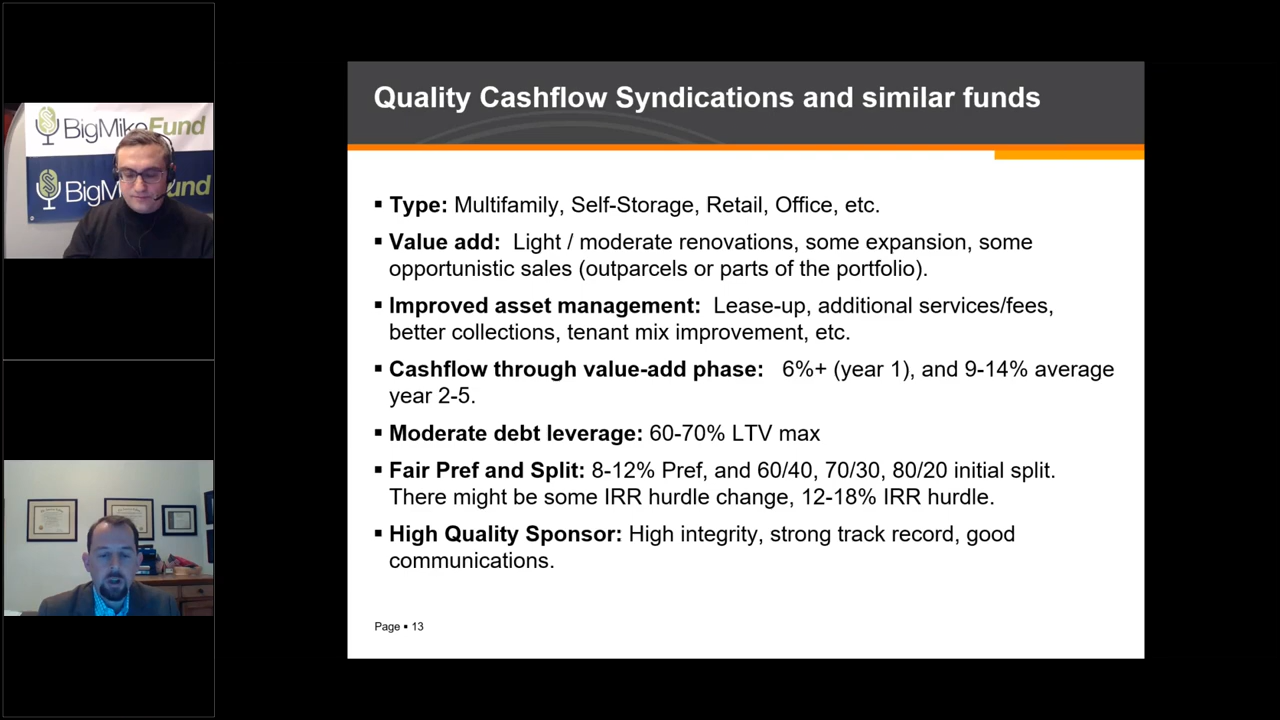 BigMikeFund
BigMi
und
Quality Cashflow Syndications and similar funds
▪ Type: Multifamily, Self-Storage, Retail, Office, etc.
▪ Value add: Light / moderate renovations, some expansion, some
opportunistic sales (outparcels or parts of the portfolio).
▪ Improved asset management: Lease-up, additional services/fees,
better collections, tenant mix improvement, etc.
▪ Cashflow through value-add phase: 6%+ (year 1), and 9-14% average
year 2-5.
▪ Moderate debt leverage: 60-70% LTV max
▪ Fair Pref and Split: 8-12% Pref, and 60/40, 70/30, 80/20 initial split.
There might be some IRR hurdle change, 12-18% IRR hurdle.
▪ High Quality Sponsor: High integrity, strong track record, good
communications.
Page ▪ 13